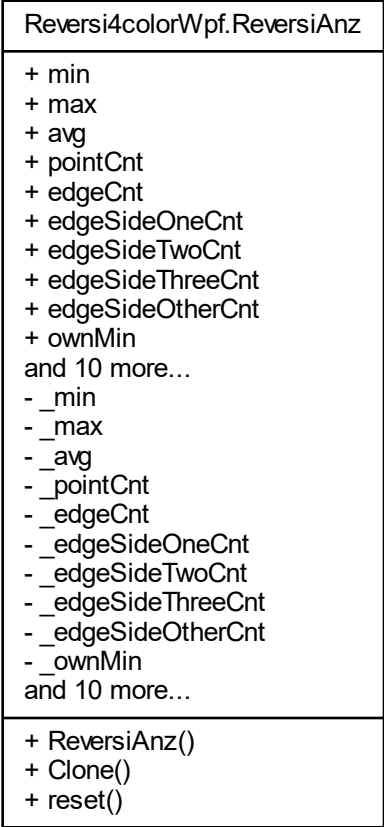 Reversi4colorWpf.ReversiAnz
+ min
+ max
+ avg
+ pointCnt
+ edgeCnt
+ edgeSideOneCnt
+ edgeSideTwoCnt
+ edgeSideThreeCnt
+ edgeSideOtherCnt
+ ownMin
and 10 more...
- _min
- _max
- _avg
- _pointCnt
- _edgeCnt
- _edgeSideOneCnt
- _edgeSideTwoCnt
- _edgeSideThreeCnt
- _edgeSideOtherCnt
- _ownMin
and 10 more...
+ ReversiAnz()
+ Clone()
+ reset()